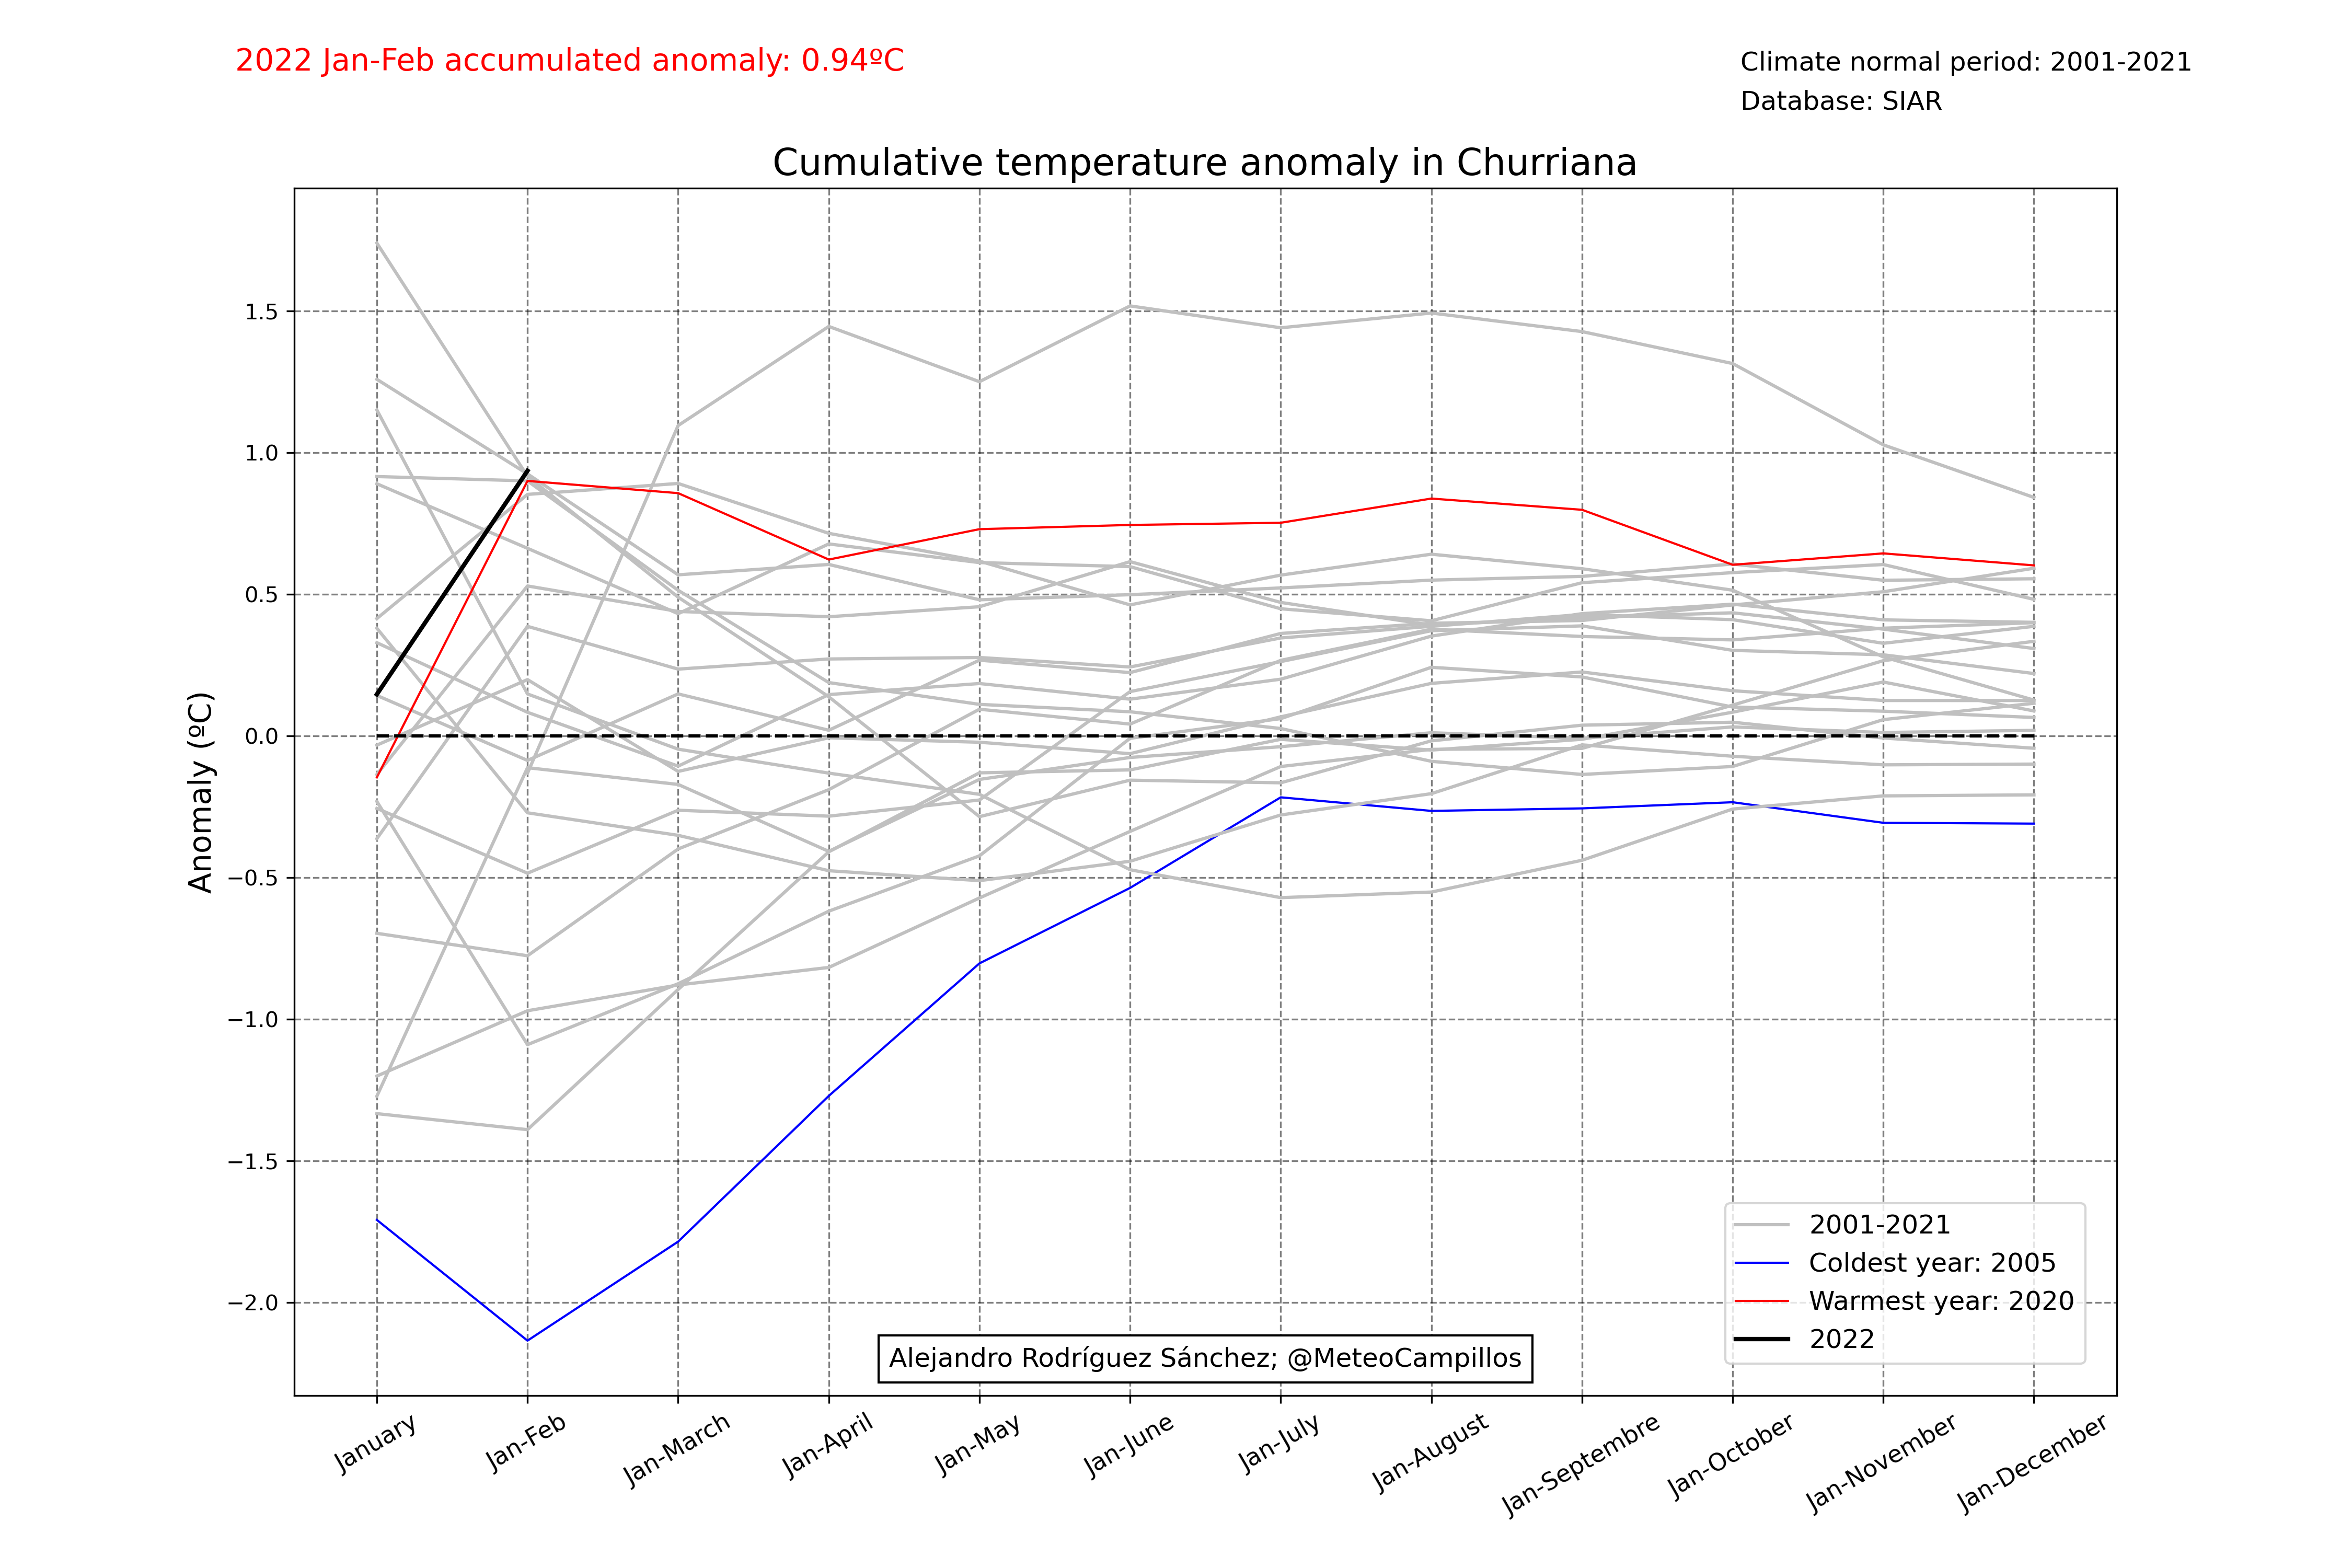 2022 Jan-Feb accumulated anomaly: 0.94ºC
Climate normal period: 2001-2021
Database: SIAR
Cumulative temperature anomaly in Churriana
Anomaly (ºC)
1.5
1.0
0.5
0.0
−0.5
−1.0
−1.5
−2.0
2001-2021
Coldest year: 2005
Warmest year: 2020
2022
Alejandro Rodríguez Sánchez; @MeteoCampillos
January
Jan-Feb
Jan-March
Jan-April
Jan-May
Jan-June
Jan-July
Jan-August
Jan-Septembre
Jan-October
Jan-November
Jan-December